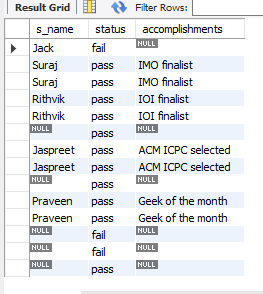 Result Grid Filter Rows:
s_name status accomplishments
Jack fail NULL
Suraj pass IMO finalist
Suraj pass IMO finalist
Rithvik pass IOI finalist
Rithvik pass IOI finalist
NULL pass NULL
Jaspreet pass ACM ICPC selected
Jaspreet pass ACM ICPC selected
NULL pass NULL
Praveen pass Geek of the month
Praveen pass Geek of the month
NULL fail NULL
NULL fail NULL
NULL pass NULL